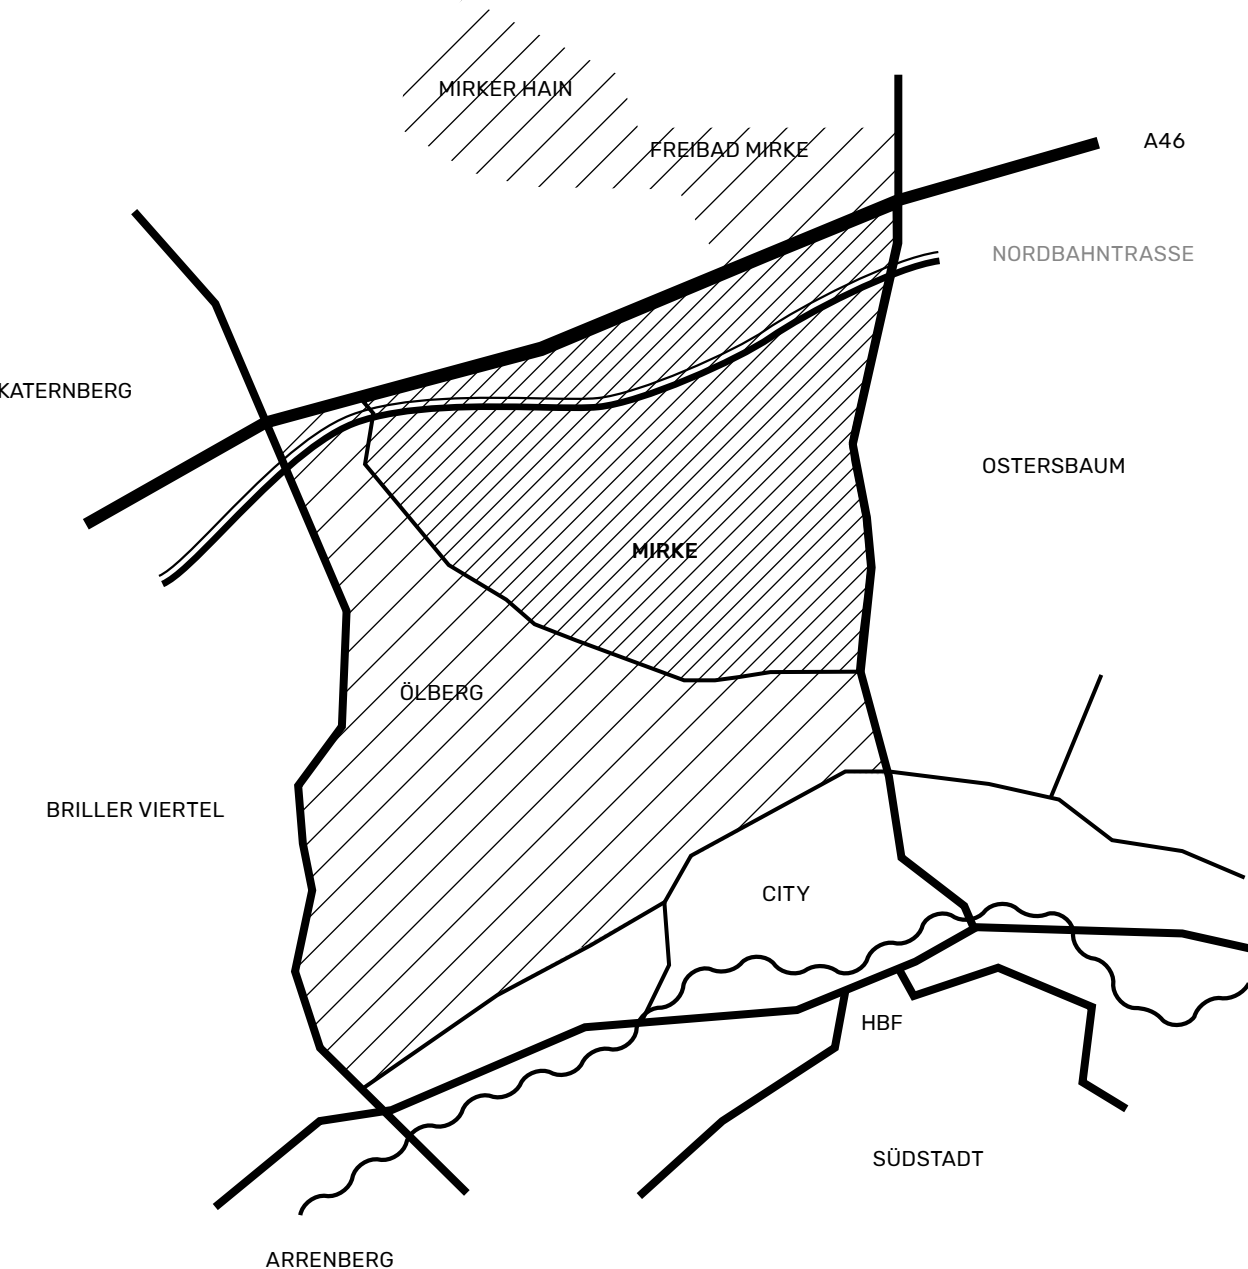 MIRKER HAIN
A46
FREIBAD MIRKE
NORDBAHNTRASSE
KATERNBERG
OSTERSBAUM
MIRKE
ÖLBERG
BRILLER VIERTEL
CITY
HBF
SÜDSTADT
ARRENBERG